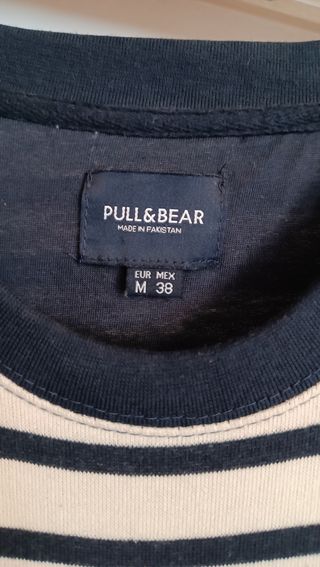 PULL&BEAR
MADE IN PAKISTAN
EUR MEX
M 38